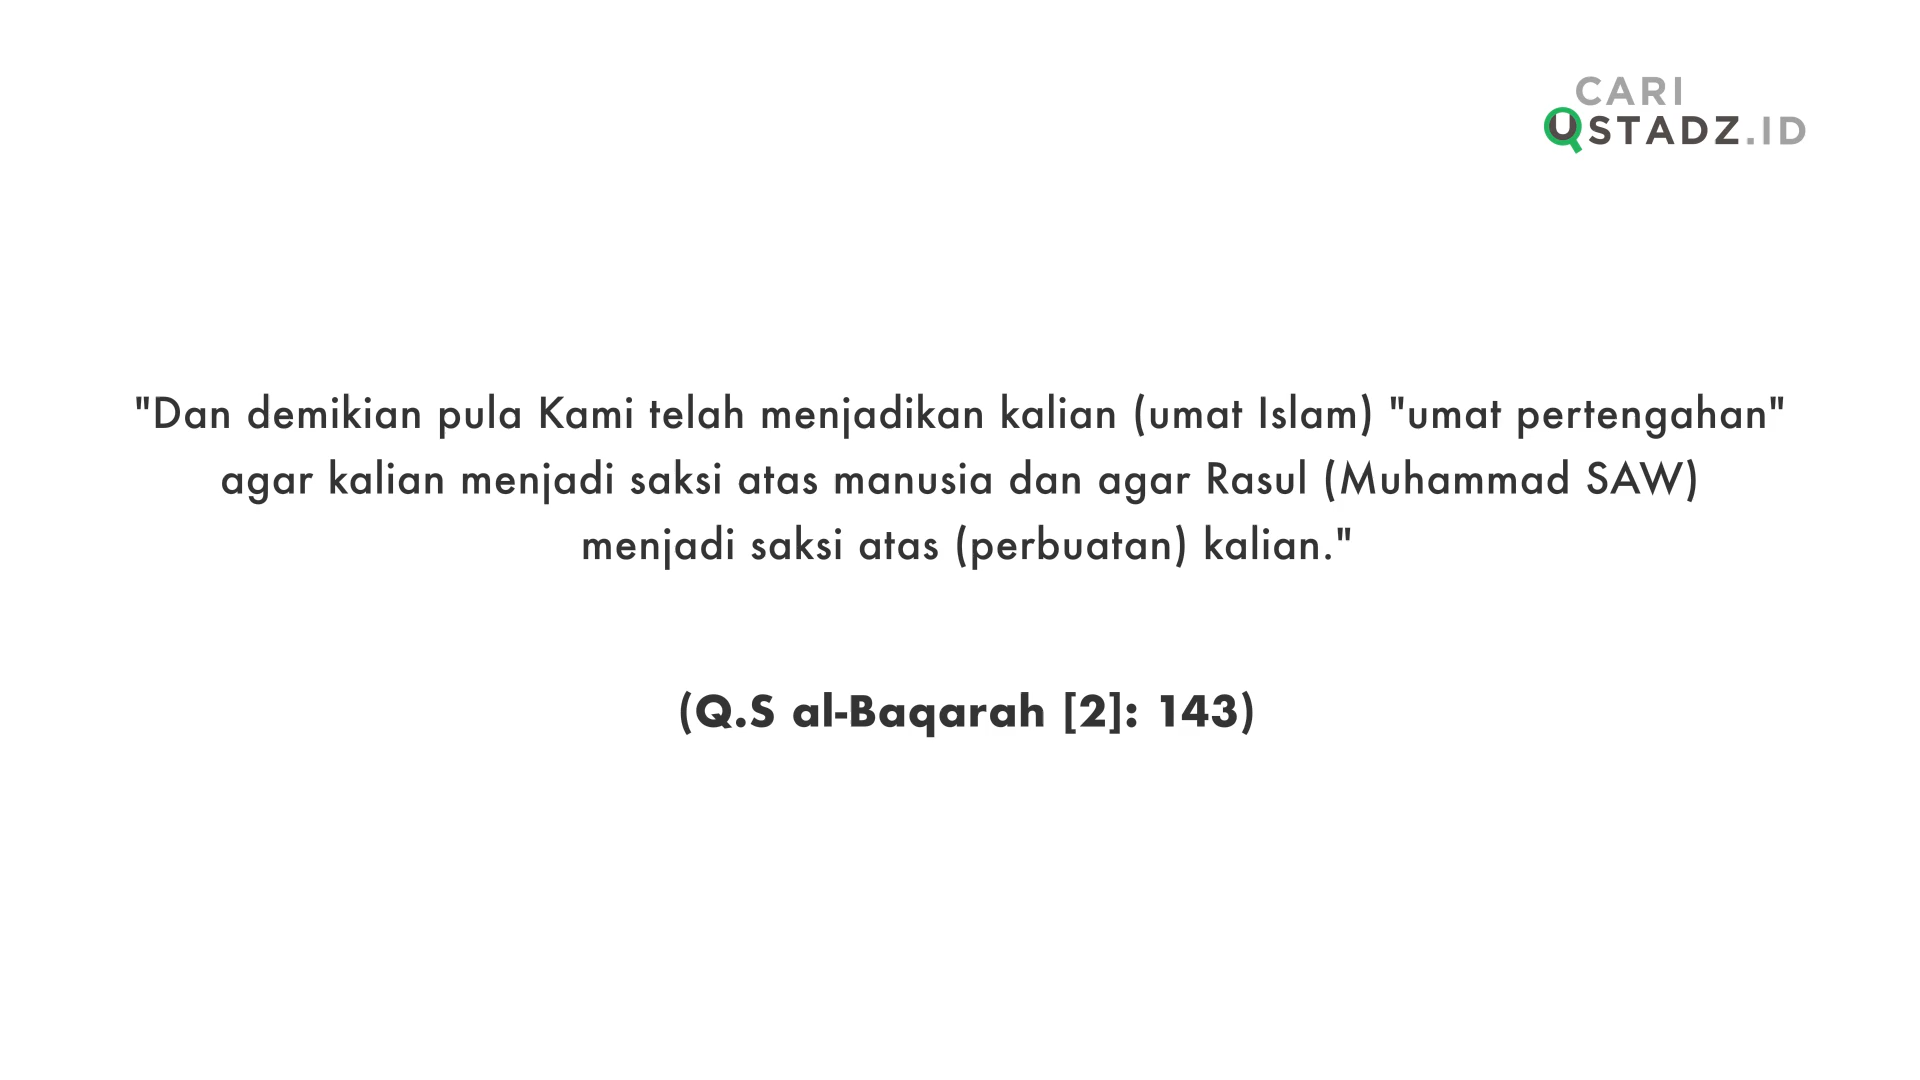 CARI
USTADZ.ID
"Dan demikian pula Kami telah menjadikan kalian (umat Islam) "umat pertengahan"
agar kalian menjadi saksi atas manusia dan agar Rasul (Muhammad SAW)
menjadi saksi atas (perbuatan) kalian."
(Q.S al-Baqarah [2]: 143)